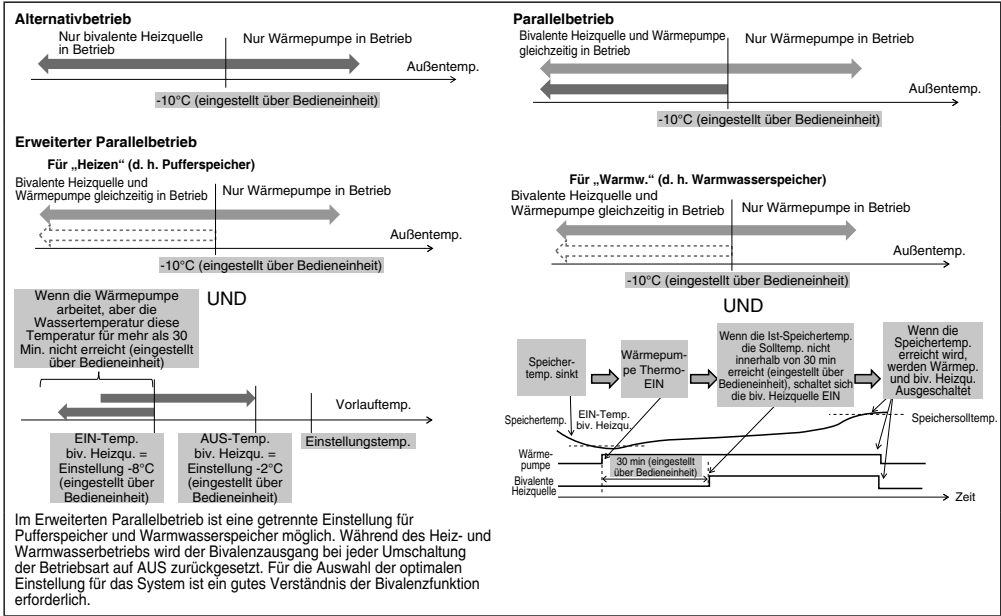 Alternativbetrieb
Nur bivalente Heizquelle
in Betrieb
Nur Wärmepumpe in Betrieb
Außentemp.
-10°C (eingestellt über Bedieneinheit)
Parallelbetrieb
Bivalente Heizquelle und Wärmepumpe
gleichzeitig in Betrieb
Nur Wärmepumpe in Betrieb
Außentemp.
-10°C (eingestellt über Bedieneinheit)
Erweiterter Parallelbetrieb
Für „Heizen“ (d. h. Pufferspeicher)
Bivalente Heizquelle und
Wärmepumpe gleichzeitig in Betrieb
Nur Wärmepumpe in Betrieb
Außentemp.
-10°C (eingestellt über Bedieneinheit)
UND
Wenn die Wärmepumpe
arbeitet, aber die
Wassertemperatur diese
Temperatur für mehr als 30
Min. nicht erreicht (eingestellt
über Bedieneinheit)
Vorlauftemp.
EIN-Temp.
biv. Heizqu. =
Einstellung -8°C
(eingestellt über
Bedieneinheit)
AUS-Temp.
biv. Heizqu. =
Einstellung -2°C
(eingestellt über
Bedieneinheit)
Einstellungstemp.
Für „Warmw.“ (d. h. Warmwasserspeicher)
Bivalente Heizquelle und
Wärmepumpe gleichzeitig in Betrieb
Nur Wärmepumpe in Betrieb
Außentemp.
-10°C (eingestellt über Bedieneinheit)
UND
Speicher-
temp. sinkt
Wärmepum-
pe Thermo-
EIN
Wenn die Ist-Speichertemp.
die Solltemp. nicht
innerhalb von 30 min
erreicht (eingestellt über
Bedieneinheit), schaltet sich
die biv. Heizquelle EIN
Wenn die
Speichertemp.
erreicht wird,
werden Wärmep.
und biv. Heizqu.
Ausgeschaltet
Speichertemp.
EIN-Temp.
biv. Heizqu.
Speichersolltemp.
Wärme-
pumpe
30 min (eingestellt
über Bedieneinheit)
Bivalente
Heizquelle
Zeit
Im Erweiterten Parallelbetrieb ist eine getrennte Einstellung für
Pufferspeicher und Warmwasserspeicher möglich. Während des Heiz- und
Warmwasserbetriebs wird der Bivalenzausgang bei jeder Umschaltung
der Betriebsart auf AUS zurückgesetzt. Für die Auswahl der optimalen
Einstellung für das System ist ein gutes Verständnis der Bivalenzfunktion
erforderlich.